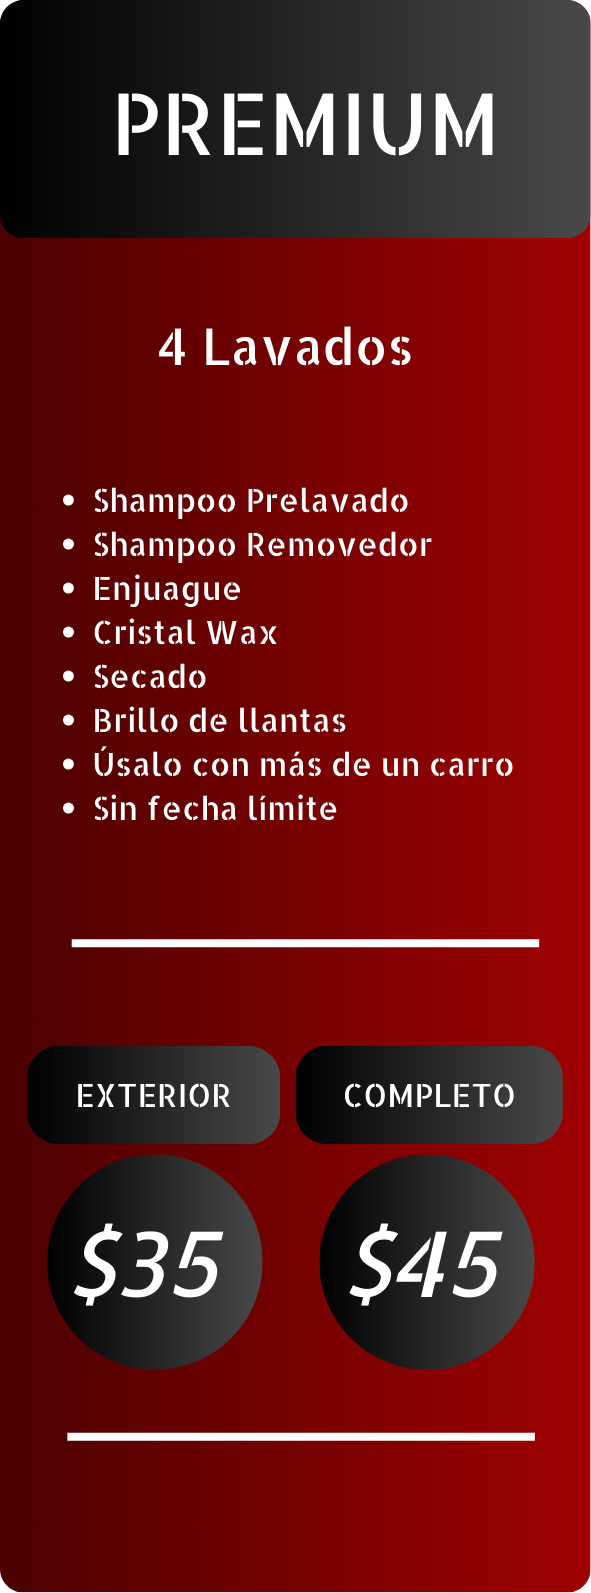 PREMIUM
4 Lavados
• Shampoo Prelavado
• Shampoo Removedor
• Enjuague
• Cristal Wax
• Secado
• Brillo de llantas
• Úsalo con más de un carro
• Sin fecha límite
EXTERIOR
COMPLETO
$35
$45